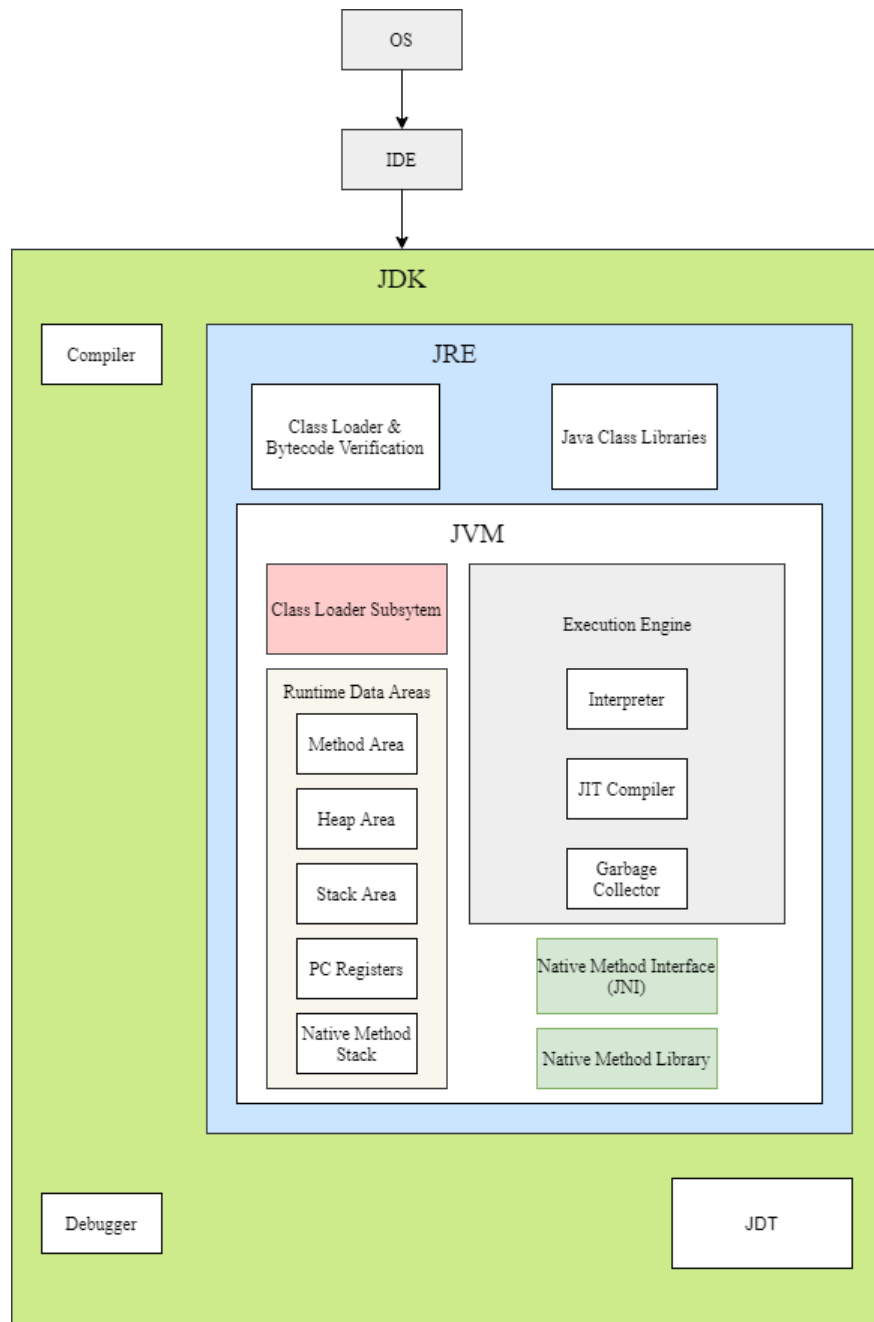 OS
IDE
JDK
Compiler
JRE
Class Loader &
Bytecode Verification
Java Class Libraries
JVM
Class Loader Subsytem
Execution Engine
Runtime Data Areas
Interpreter
Method Area
JIT Compiler
Heap Area
Garbage
Collector
Stack Area
PC Registers
Native Method Interface
(JNI)
Native Method
Stack
Native Method Library
Debugger
JDT